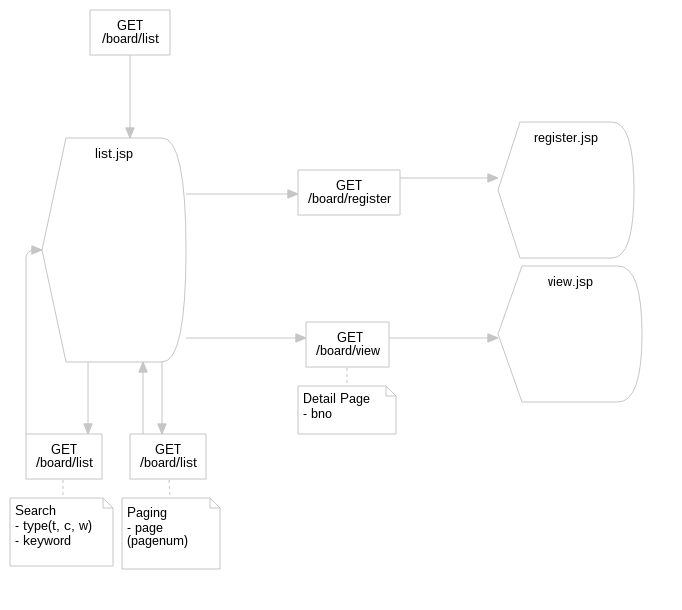 GET
/board/list
list.jsp
register.jsp
GET
/board/register
view.jsp
GET
/board/view
Detail Page
- bno
GET
/board/list
GET
/board/list
Search
- type(t, c, w)
- keyword
Paging
- page
(pagenum)